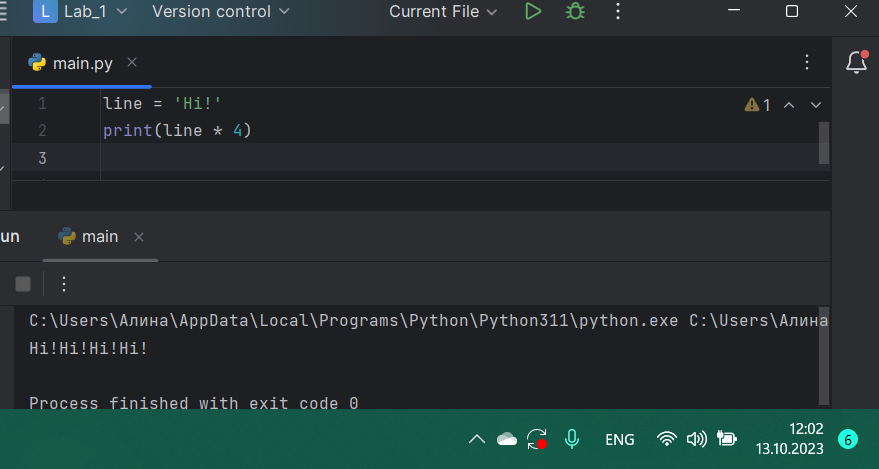 L Lab_1 Version control Current File
main.py
1 line = 'Hi!' 1
2 print(line * 4)
3
un main
C:\Users\Алина\AppData\Local\Programs\Python\Python311\python.exe C:\Users\Алина
Hi!Hi!Hi!Hi!
Process finished with exit code 0
ENG 12:02 6
13.10.2023